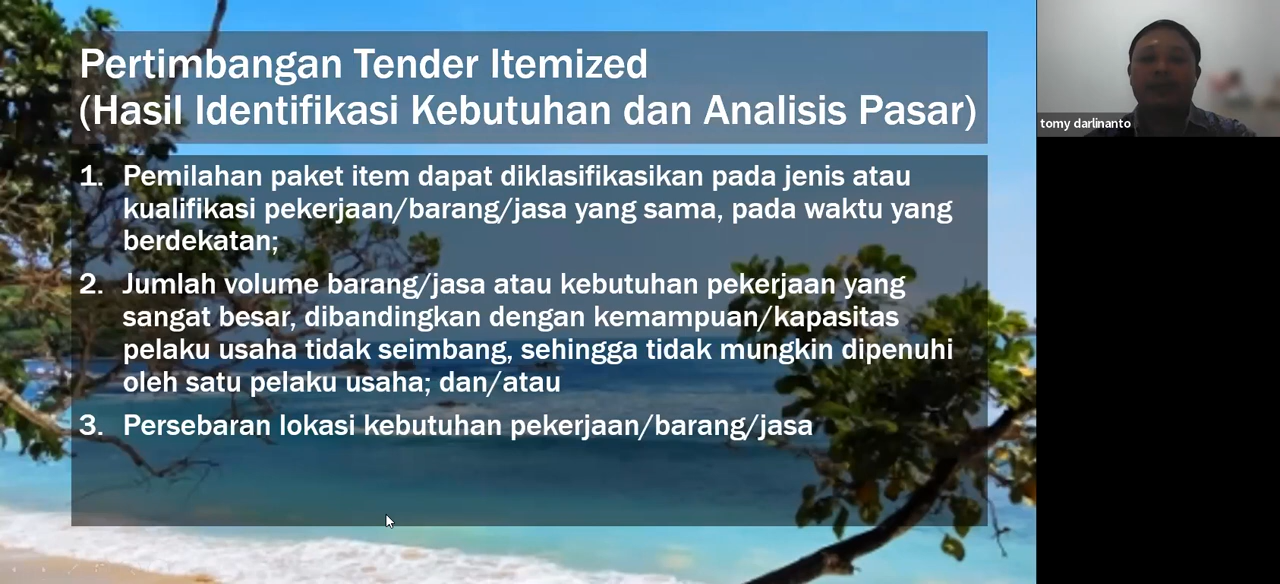 Pertimbangan Tender Itemized
(Hasil Identifikasi Kebutuhan dan Analisis Pasar)
1. Pemilahan paket item dapat diklasifikasikan pada jenis atau
kualifikasi pekerjaan/barang/jasa yang sama, pada waktu yang
berdekatan;
2. Jumlah volume barang/jasa atau kebutuhan pekerjaan yang
sangat besar, dibandingkan dengan kemampuan/kapasitas
pelaku usaha tidak seimbang, sehingga tidak mungkin dipenuhi
oleh satu pelaku usaha; dan/atau
3. Persebaran lokasi kebutuhan pekerjaan/barang/jasa
tomy darlinanto